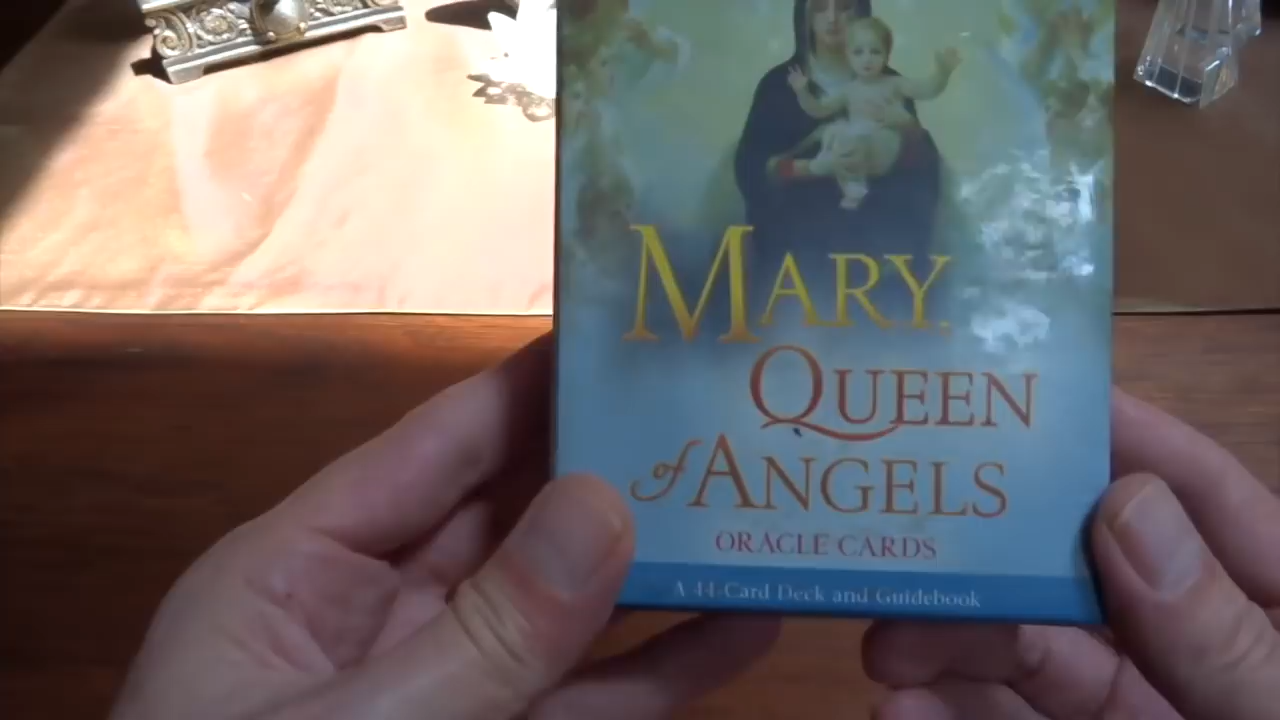 MARY,
QUEEN
of ANGELS
ORACLE CARDS
A 44-Card Deck and Guidebook